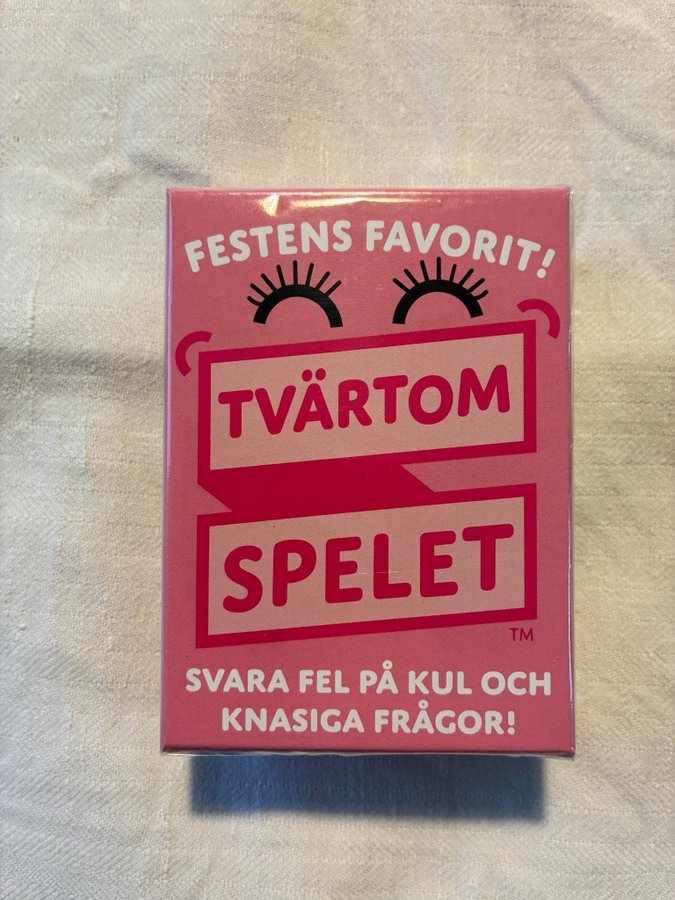 FESTENS FAVORIT!
TVÄRTOM
SPELET
TM
SVARA FEL PÅ KUL OCH
KNASIGA FRÅGOR!